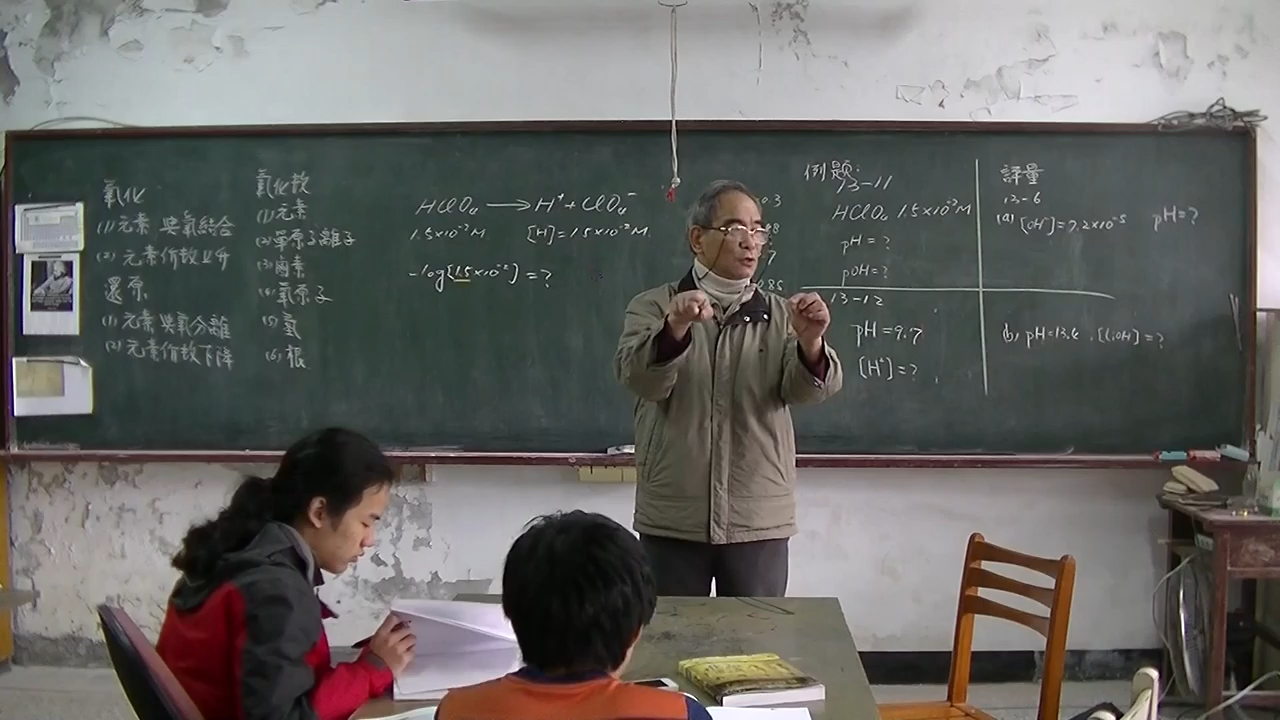 氧化
(1) 元素與氧結合
(2) 元素價數上升
還原
(1) 元素與氧分離
(2) 元素價數下降
氧化數
(1) 元素
(2) 單原子離子
(3) 鹵素
(4) 氧原子
(5) 氫
(6) 根
HClO₄ → H⁺ + ClO₄⁻
1.5×10⁻²M [H]=1.5×10⁻²M
-log[1.5×10⁻²] = ?
例題:
13-11
HClO₄ 1.5×10⁻²M
pH = ?
pOH = ?
13-12
pH = 9.7
[H⁺] = ?
評量
13-6
(a) [OH⁻]=7.2×10⁻⁵ pH = ?
(b) pH=13.4, [LiOH] = ?